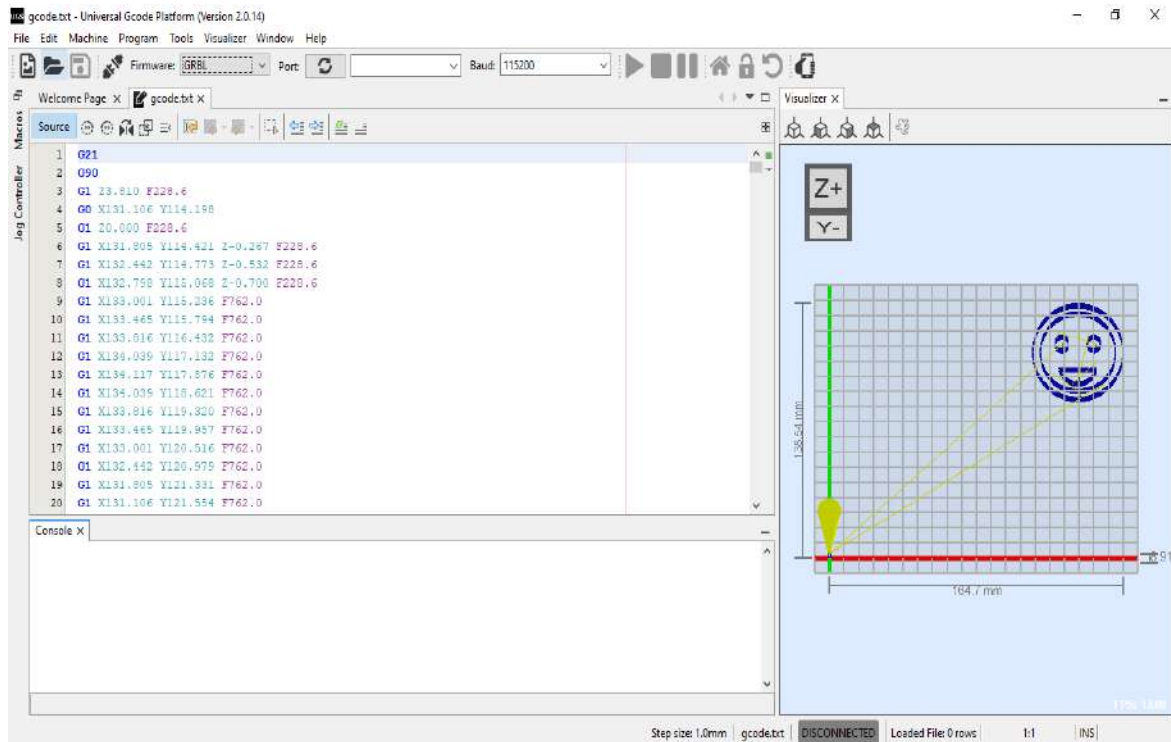 gcode.txt - Universal Gcode Platform (Version 2.0.14)
File Edit Machine Program Tools Visualizer Window Help
Firmware: GRBL Port: Baud: 115200
Welcome Page gcode.txt
Visualizer
Source
Macros
Jog Controller
1 G21
2 G90
3 G1 Z3.810 F228.6
4 G0 X131.106 Y114.198
5 G1 Z0.000 F228.6
6 G1 X131.805 Y114.421 Z-0.267 F228.6
7 G1 X132.442 Y114.773 Z-0.532 F228.6
8 G1 X132.798 Y115.068 Z-0.700 F228.6
9 G1 X133.001 Y115.236 F762.0
10 G1 X133.465 Y115.794 F762.0
11 G1 X133.816 Y116.432 F762.0
12 G1 X134.039 Y117.132 F762.0
13 G1 X134.117 Y117.876 F762.0
14 G1 X134.039 Y118.621 F762.0
15 G1 X133.816 Y119.320 F762.0
16 G1 X133.465 Y119.957 F762.0
17 G1 X133.001 Y120.516 F762.0
18 G1 X132.442 Y120.979 F762.0
19 G1 X131.805 Y121.331 F762.0
20 G1 X131.106 Y121.554 F762.0
Z+
Y-
138.54 mm
164.7 mm
Console
Step size: 1,0mm gcode.txt DISCONNECTED Loaded File: 0 rows 1:1 INS